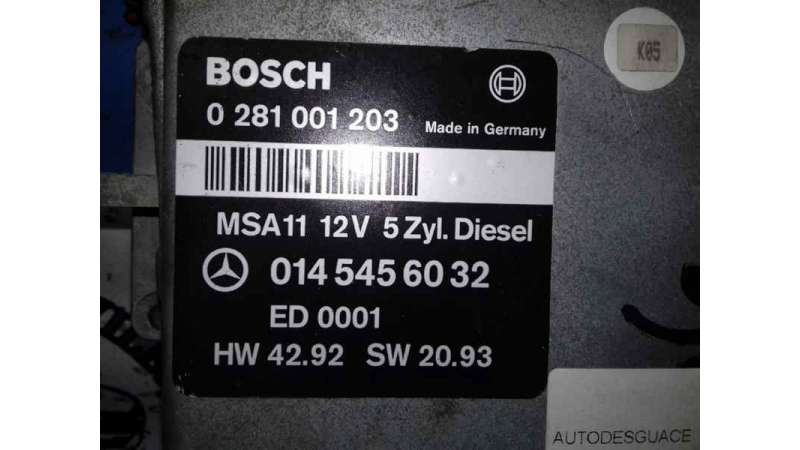 BOSCH
0 281 001 203 Made in Germany
MSA11 12V 5 Zyl. Diesel
014 545 60 32
ED 0001
HW 42.92 SW 20.93
K05
AUTODESGUACE